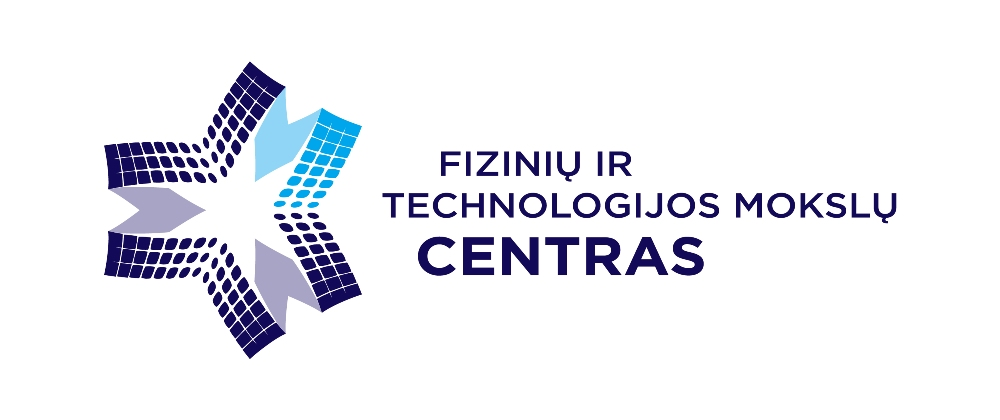 FIZINIŲ IR
TECHNOLOGIJOS MOKSLŲ
CENTRAS